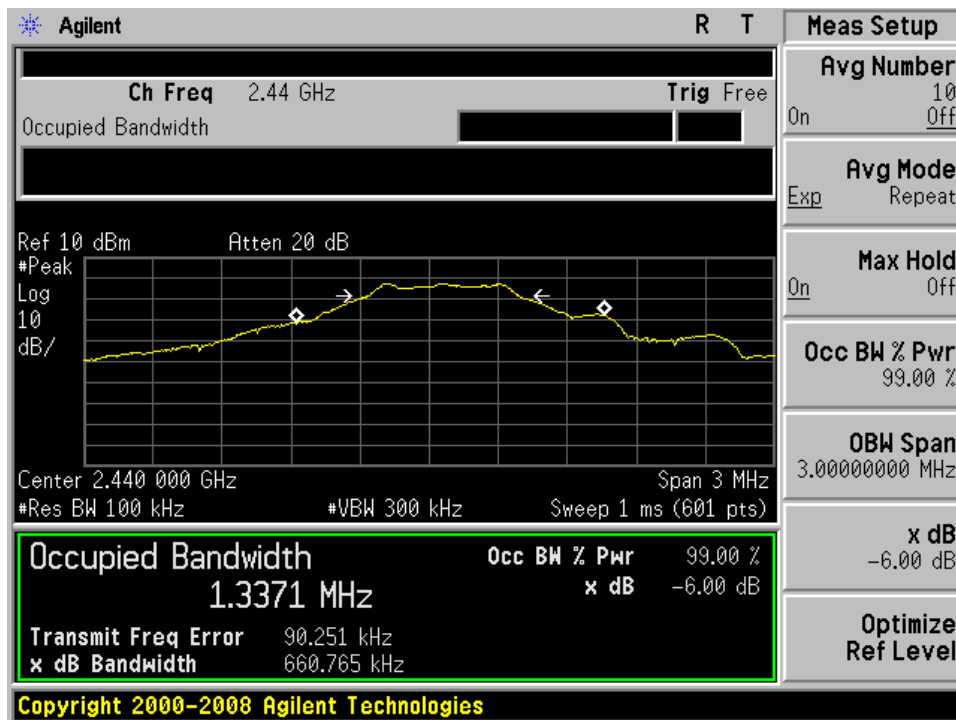 Agilent R T
Ch Freq 2.44 GHz Trig Free
Occupied Bandwidth
Ref 10 dBm Atten 20 dB
#Peak
Log
10
dB/
Center 2.440 000 GHz Span 3 MHz
#Res BW 100 kHz #VBW 300 kHz Sweep 1 ms (601 pts)
Occupied Bandwidth Occ BW % Pwr 99.00 %
1.3371 MHz x dB -6.00 dB
Transmit Freq Error 90.251 kHz
x dB Bandwidth 660.765 kHz
Copyright 2000-2008 Agilent Technologies
Meas Setup
Avg Number
10
On Off
Avg Mode
Exp Repeat
Max Hold
On Off
Occ BW % Pwr
99.00 %
OBW Span
3.00000000 MHz
x dB
-6.00 dB
Optimize
Ref Level